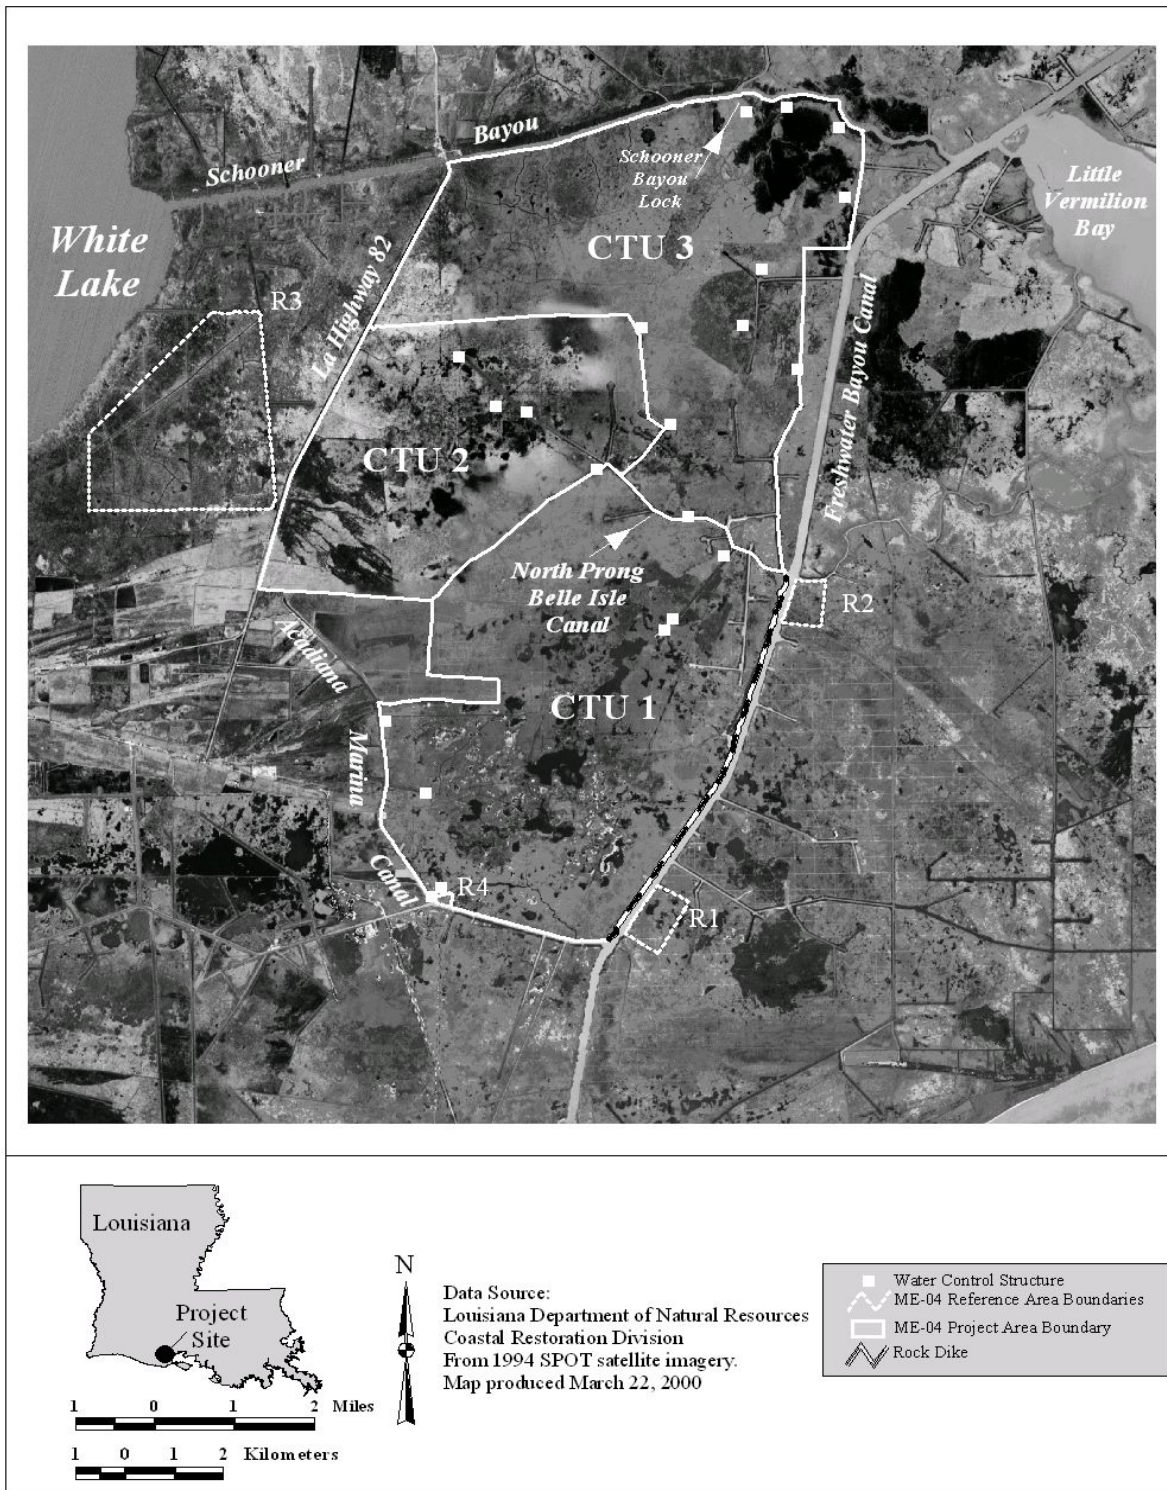 Schooner
Bayou
Schooner
Bayou
Lock
Little
Vermilion
Bay
White
Lake
CTU 3
La Highway 82
R3
Freshwater Bayou Canal
CTU 2
North Prong
Belle Isle
Canal
R2
Acadiana
CTU 1
Marina
Canal
R4
R1
Louisiana
Project
Site
1 0 1 2 Miles
1 0 1 2 Kilometers
N
Data Source:
Louisiana Department of Natural Resources
Coastal Restoration Division
From 1994 SPOT satellite imagery.
Map produced March 22, 2000
Water Control Structure
ME-04 Reference Area Boundaries
ME-04 Project Area Boundary
Rock Dike